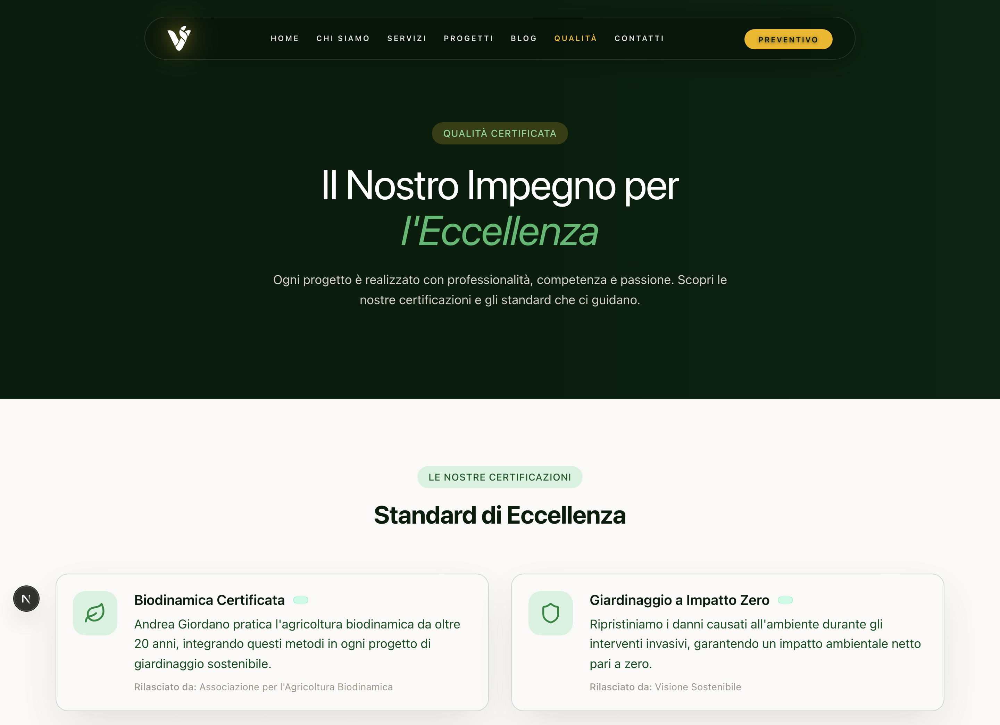 HOME CHI SIAMO SERVIZI PROGETTI BLOG QUALITÀ CONTATTI PREVENTIVO
QUALITÀ CERTIFICATA
Il Nostro Impegno per
l'Eccellenza
Ogni progetto è realizzato con professionalità, competenza e passione. Scopri le
nostre certificazioni e gli standard che ci guidano.
LE NOSTRE CERTIFICAZIONI
Standard di Eccellenza
N
Biodinamica Certificata
Andrea Giordano pratica l'agricoltura biodinamica da oltre
20 anni, integrando questi metodi in ogni progetto di
giardinaggio sostenibile.
Rilasciato da: Associazione per l'Agricoltura Biodinamica
Giardinaggio a Impatto Zero
Ripristiniamo i danni causati all'ambiente durante gli
interventi invasivi, garantendo un impatto ambientale netto
pari a zero.
Rilasciato da: Visione Sostenibile